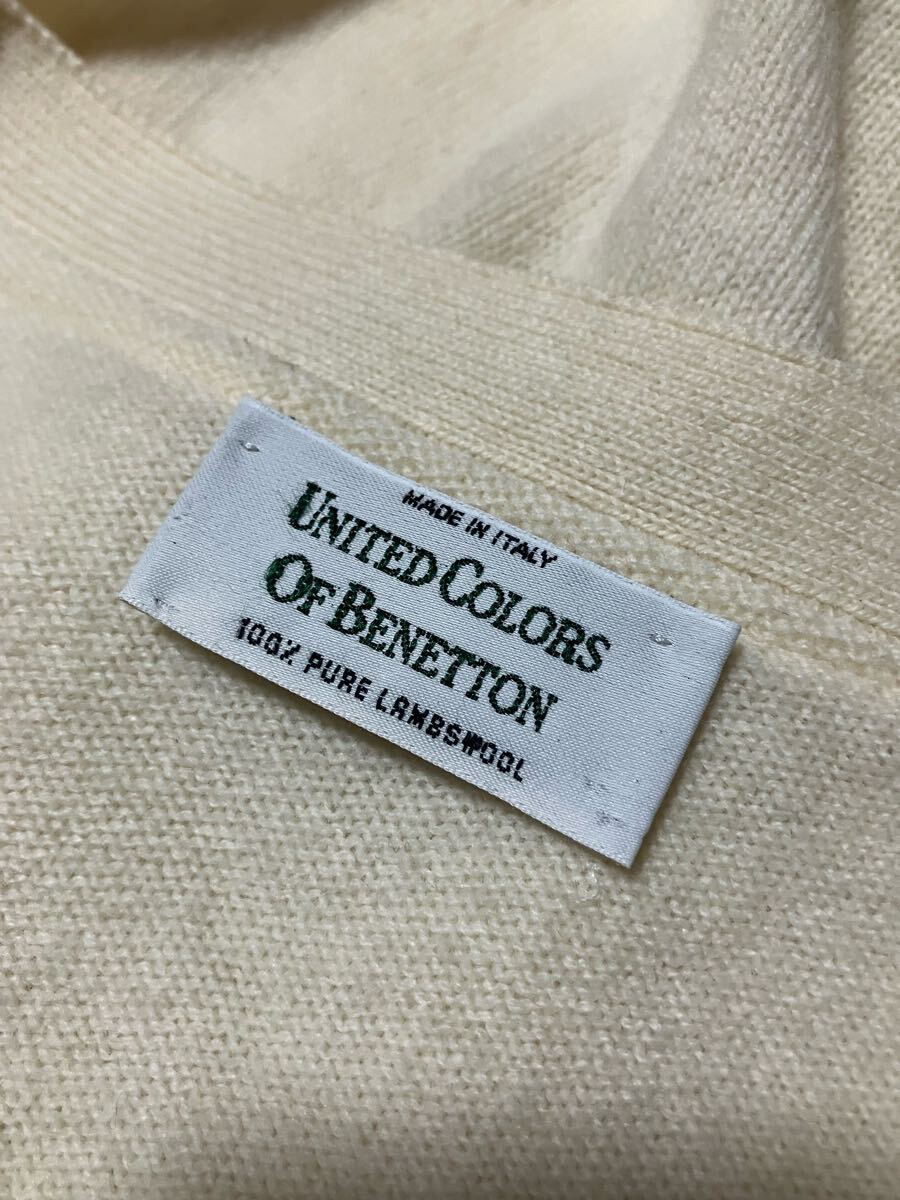 MADE IN ITALY
UNITED COLORS
OF BENETTON
100% PURE LAMBSWOOL